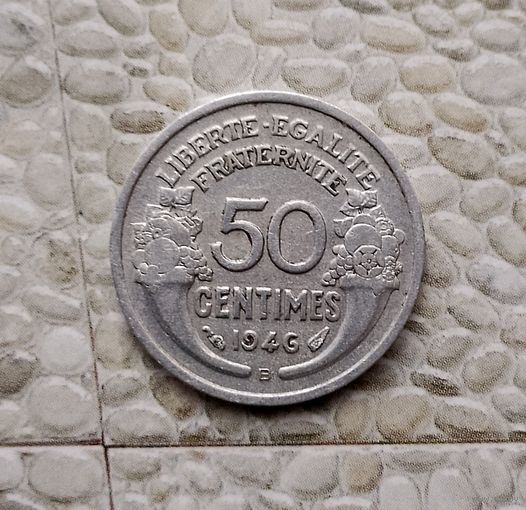 LIBERTE·EGALITE
FRATERNITE
50
CENTIMES
1946
B